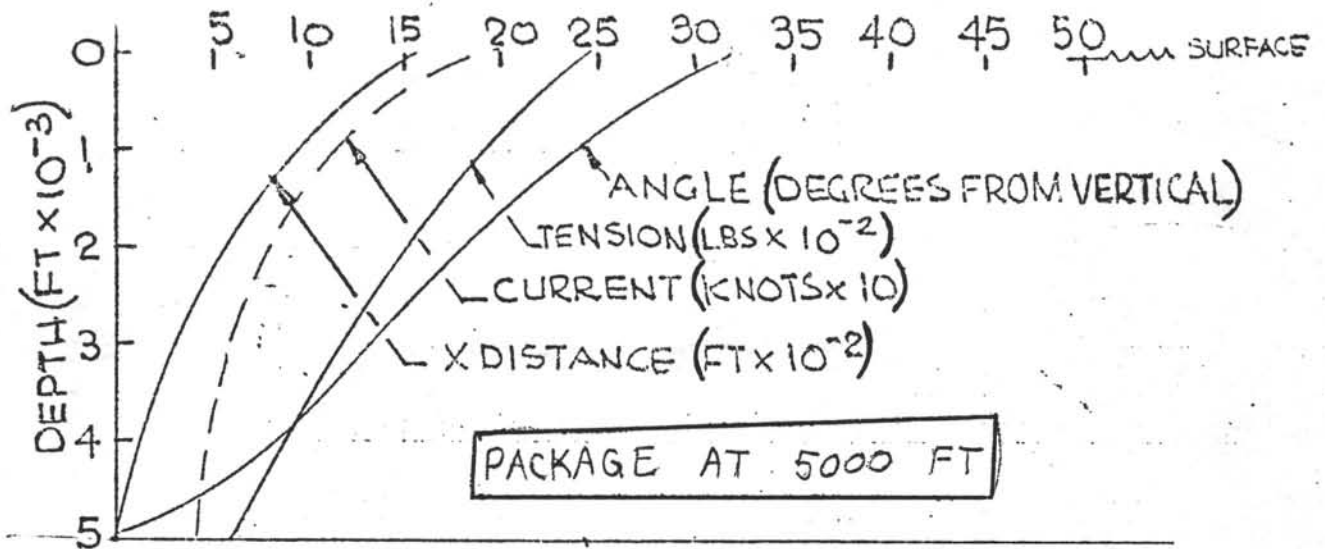 5 10 15 20 25 30 35 40 45 50 SURFACE
0
1
2
3
4
5
DEPTH (FT X 10⁻³)
ANGLE (DEGREES FROM VERTICAL)
TENSION (LBS X 10⁻²)
CURRENT (KNOTS X 10)
X DISTANCE (FT X 10⁻²)
PACKAGE AT 5000 FT